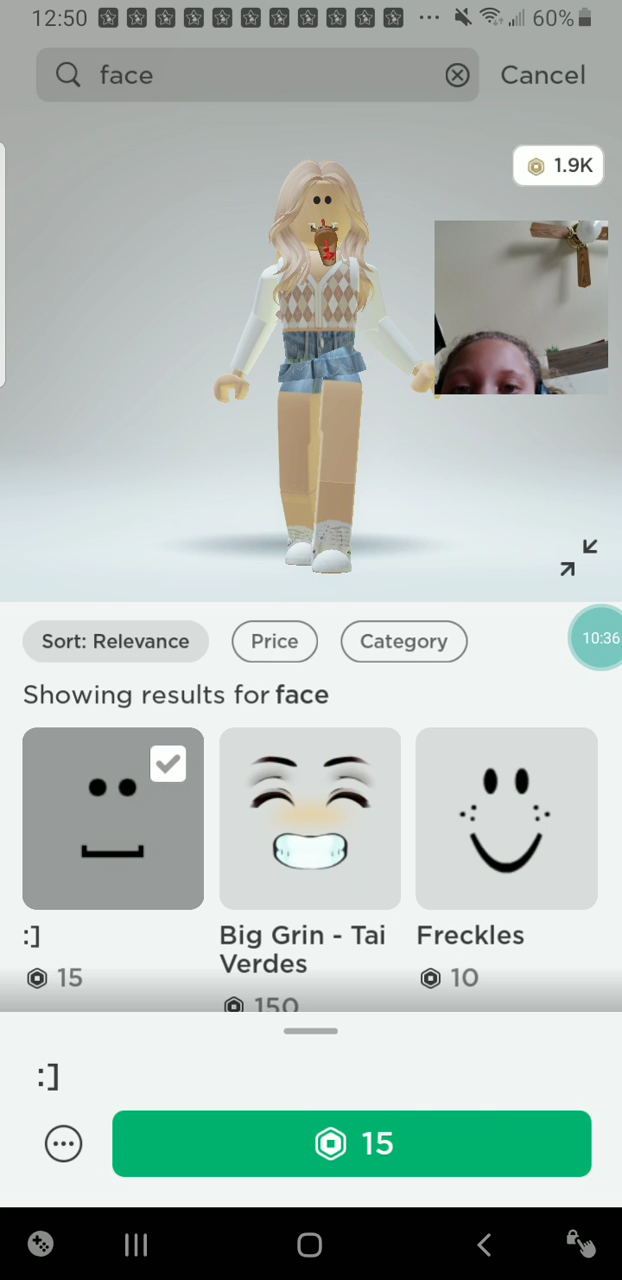 12:50 60%
face Cancel
1.9K
Sort: Relevance Price Category
10:36
Showing results for face
:]
15
Big Grin - Tai
Verdes
150
Freckles
10
:]
15